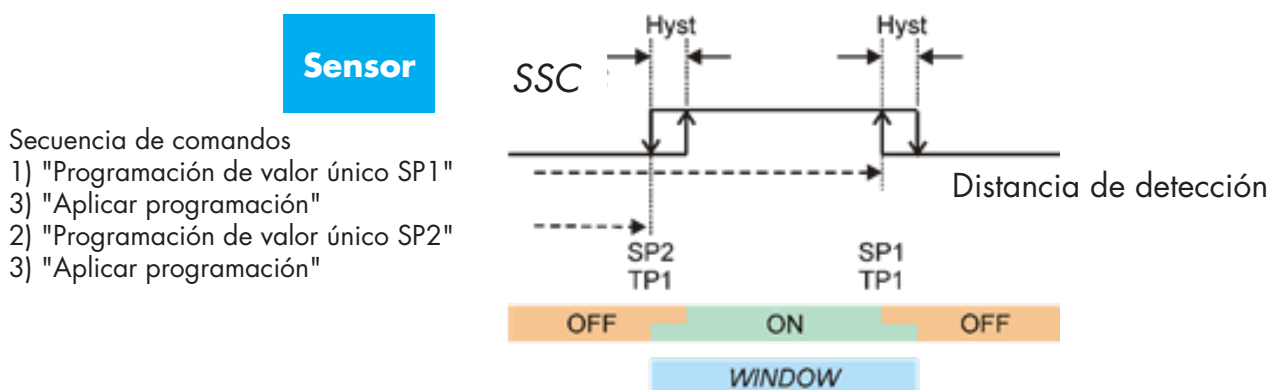 Sensor
Secuencia de comandos
1) "Programación de valor único SP1"
3) "Aplicar programación"
2) "Programación de valor único SP2"
3) "Aplicar programación"
Hyst
Hyst
SSC
Distancia de detección
SP2
SP1
TP1
TP1
OFF
ON
OFF
WINDOW